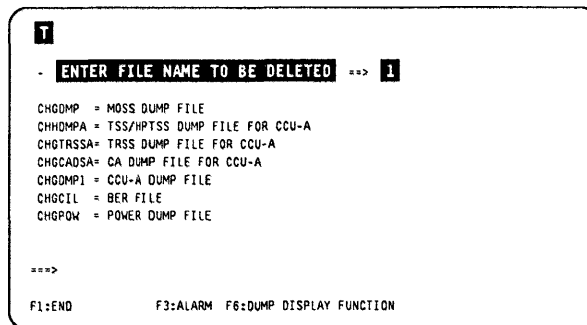 T
- ENTER FILE NAME TO BE DELETED ==> 1
CHGDMP = MOSS DUMP FILE
CHHDMPA = TSS/HPTSS DUMP FILE FOR CCU-A
CHGTRSSA= TRSS DUMP FILE FOR CCU-A
CHGCADSA= CA DUMP FILE FOR CCU-A
CHGDMP1 = CCU-A DUMP FILE
CHGCIL = BER FILE
CHGPOW = POWER DUMP FILE
===>
F1:END F3:ALARM F6:DUMP DISPLAY FUNCTION